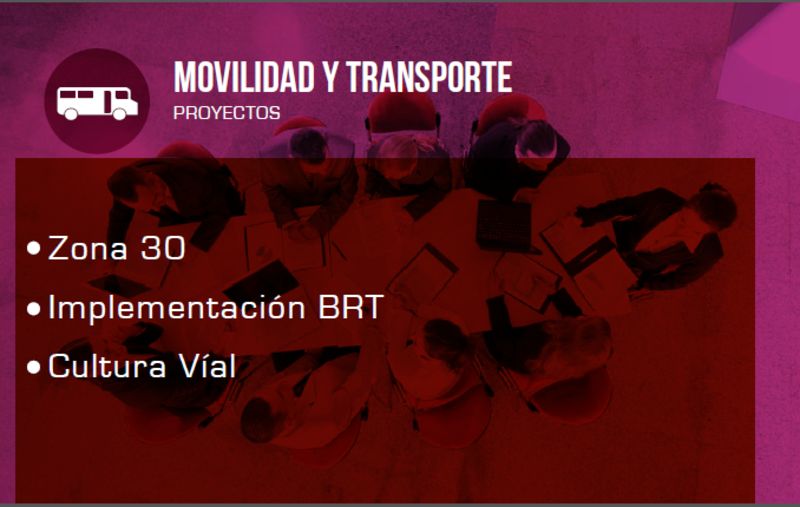 MOVILIDAD Y TRANSPORTE
PROYECTOS
• Zona 30
• Implementación BRT
• Cultura Víal